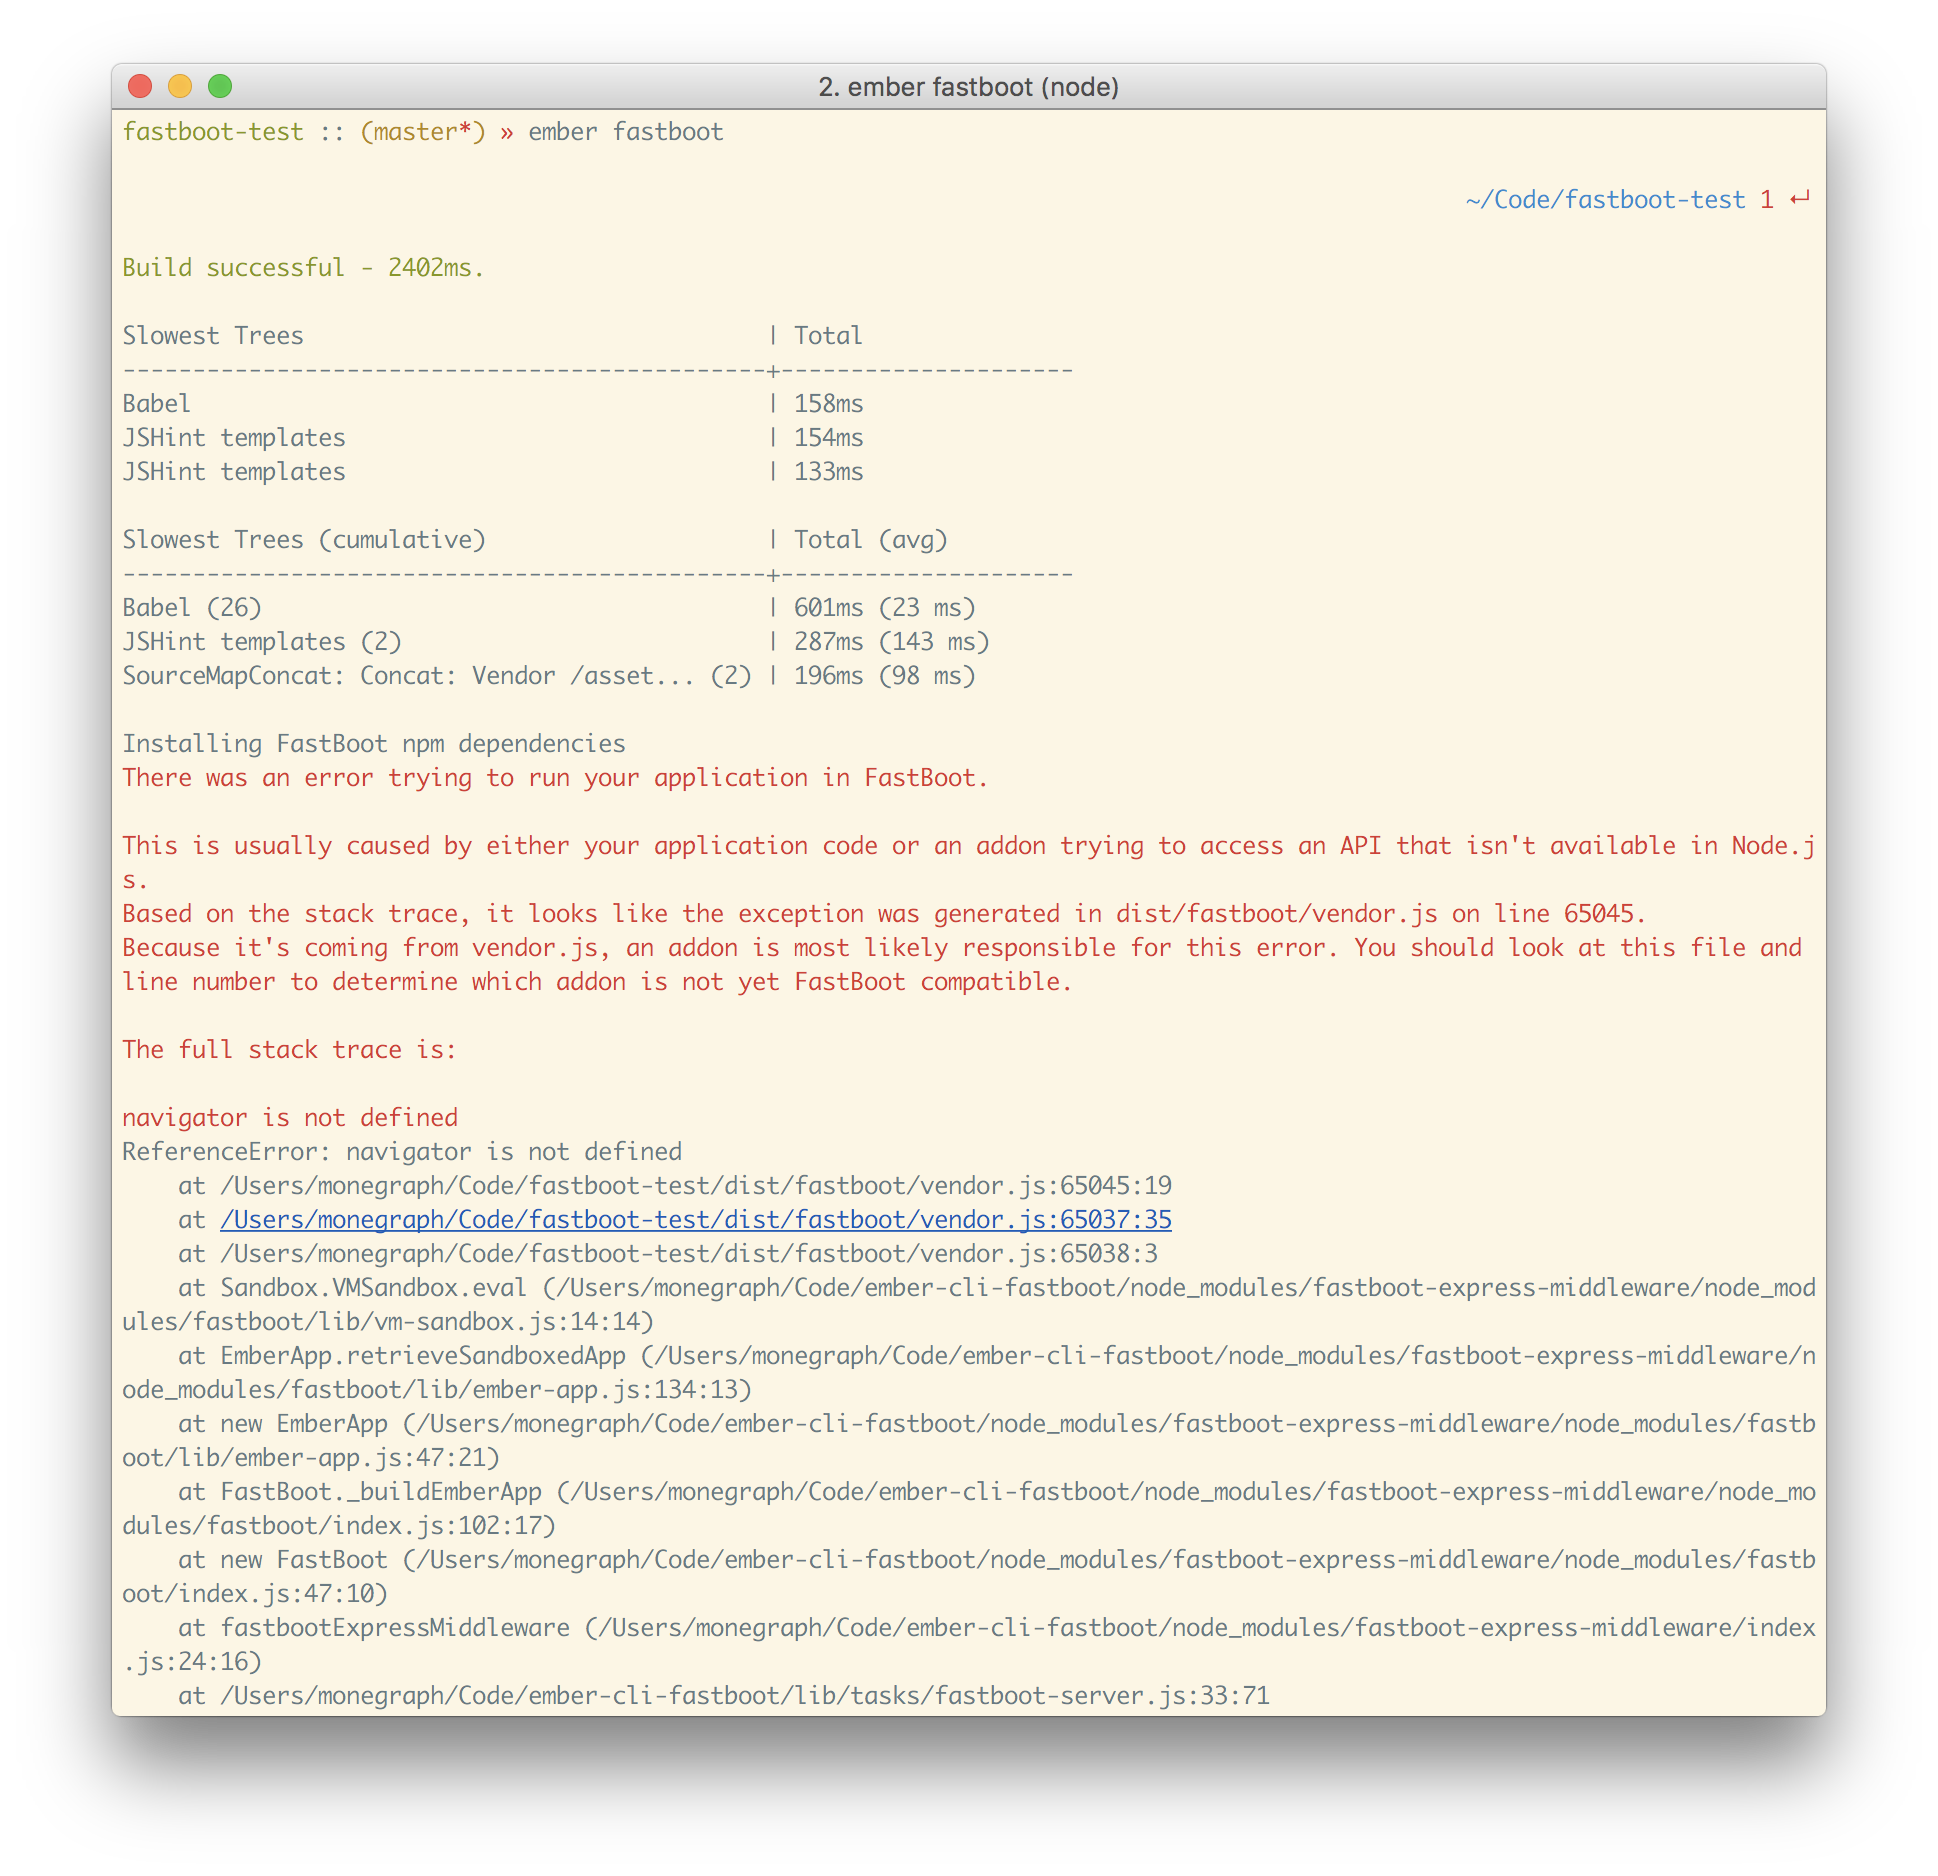 2. ember fastboot (node)
fastboot-test :: (master*) » ember fastboot
~/Code/fastboot-test 1 ↵
Build successful - 2402ms.
Slowest Trees                                 | Total
----------------------------------------------+---------------------
Babel                                         | 158ms
JSHint templates                              | 154ms
JSHint templates                              | 133ms
Slowest Trees (cumulative)                    | Total (avg)
----------------------------------------------+---------------------
Babel (26)                                    | 601ms (23 ms)
JSHint templates (2)                          | 287ms (143 ms)
SourceMapConcat: Concat: Vendor /asset... (2) | 196ms (98 ms)
Installing FastBoot npm dependencies
There was an error trying to run your application in FastBoot.
This is usually caused by either your application code or an addon trying to access an API that isn't available in Node.j
s.
Based on the stack trace, it looks like the exception was generated in dist/fastboot/vendor.js on line 65045.
Because it's coming from vendor.js, an addon is most likely responsible for this error. You should look at this file and
line number to determine which addon is not yet FastBoot compatible.
The full stack trace is:
navigator is not defined
ReferenceError: navigator is not defined
    at /Users/monegraph/Code/fastboot-test/dist/fastboot/vendor.js:65045:19
    at /Users/monegraph/Code/fastboot-test/dist/fastboot/vendor.js:65037:35
    at /Users/monegraph/Code/fastboot-test/dist/fastboot/vendor.js:65038:3
    at Sandbox.VMSandbox.eval (/Users/monegraph/Code/ember-cli-fastboot/node_modules/fastboot-express-middleware/node_mod
ules/fastboot/lib/vm-sandbox.js:14:14)
    at EmberApp.retrieveSandboxedApp (/Users/monegraph/Code/ember-cli-fastboot/node_modules/fastboot-express-middleware/n
ode_modules/fastboot/lib/ember-app.js:134:13)
    at new EmberApp (/Users/monegraph/Code/ember-cli-fastboot/node_modules/fastboot-express-middleware/node_modules/fastb
oot/lib/ember-app.js:47:21)
    at FastBoot._buildEmberApp (/Users/monegraph/Code/ember-cli-fastboot/node_modules/fastboot-express-middleware/node_mo
dules/fastboot/index.js:102:17)
    at new FastBoot (/Users/monegraph/Code/ember-cli-fastboot/node_modules/fastboot-express-middleware/node_modules/fastb
oot/index.js:47:10)
    at fastbootExpressMiddleware (/Users/monegraph/Code/ember-cli-fastboot/node_modules/fastboot-express-middleware/index
.js:24:16)
    at /Users/monegraph/Code/ember-cli-fastboot/lib/tasks/fastboot-server.js:33:71